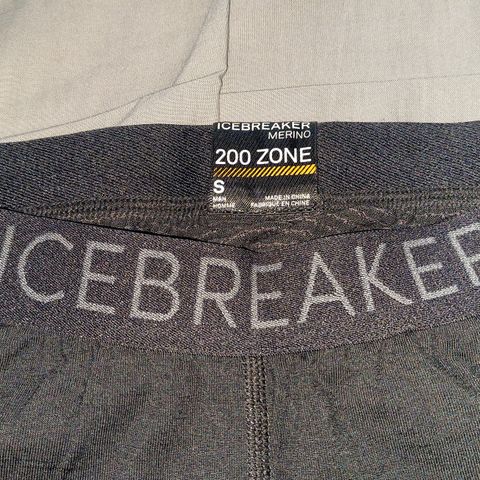 ICEBREAKER
MERINO
200 ZONE
S
MAN
HOMME
MADE IN CHINA
FABRIQUÉ EN CHINE
ICEBREAKER